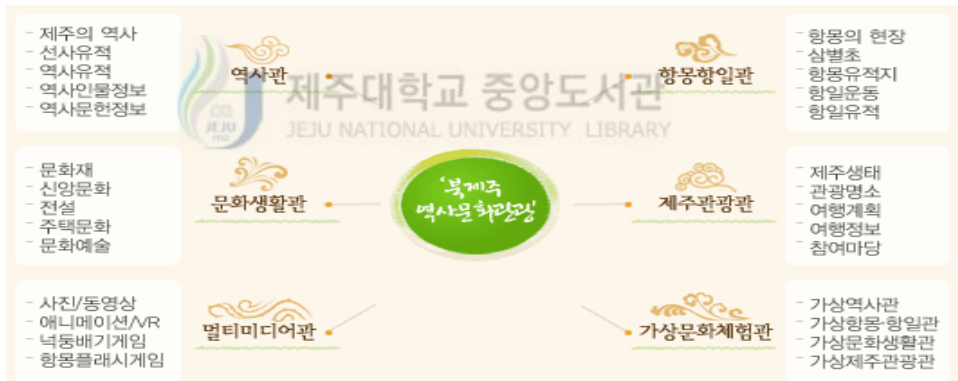 - 제주의 역사
- 선사유적
- 역사유적
- 역사인물정보
- 역사문헌정보
역사관
항몽항일관
- 항몽의 현장
- 삼별초
- 항몽유적지
- 항일운동
- 항일유적
제주대학교 중앙도서관
JEJU NATIONAL UNIVERSITY LIBRARY
JEJU
1952
- 문화재
- 신앙문화
- 전설
- 주택문화
- 문화예술
문화생활관
'북제주
역사문화관광'
제주관광관
- 제주생태
- 관광명소
- 여행계획
- 여행정보
- 참여마당
- 사진/동영상
- 애니메이션/VR
- 넉둥배기게임
- 항몽플래시게임
멀티미디어관
가상문화체험관
- 가상역사관
- 가상항몽·항일관
- 가상문화생활관
- 가상제주관광관